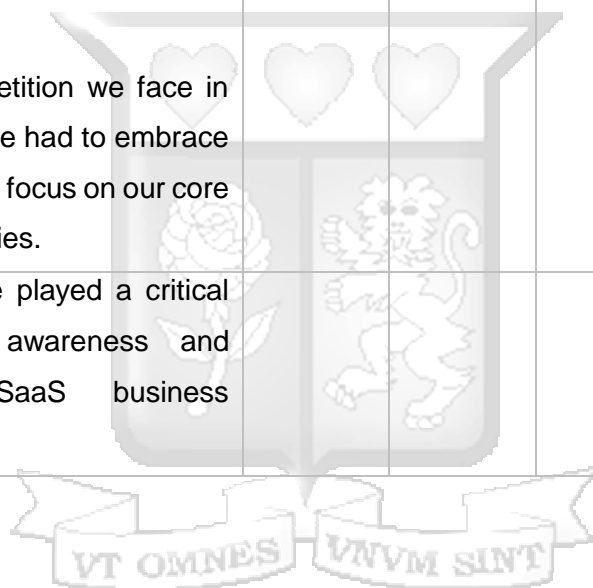 etition we face in
e had to embrace
focus on our core
ies.
e played a critical
awareness and
SaaS business
VT OMNES VNVM SINT